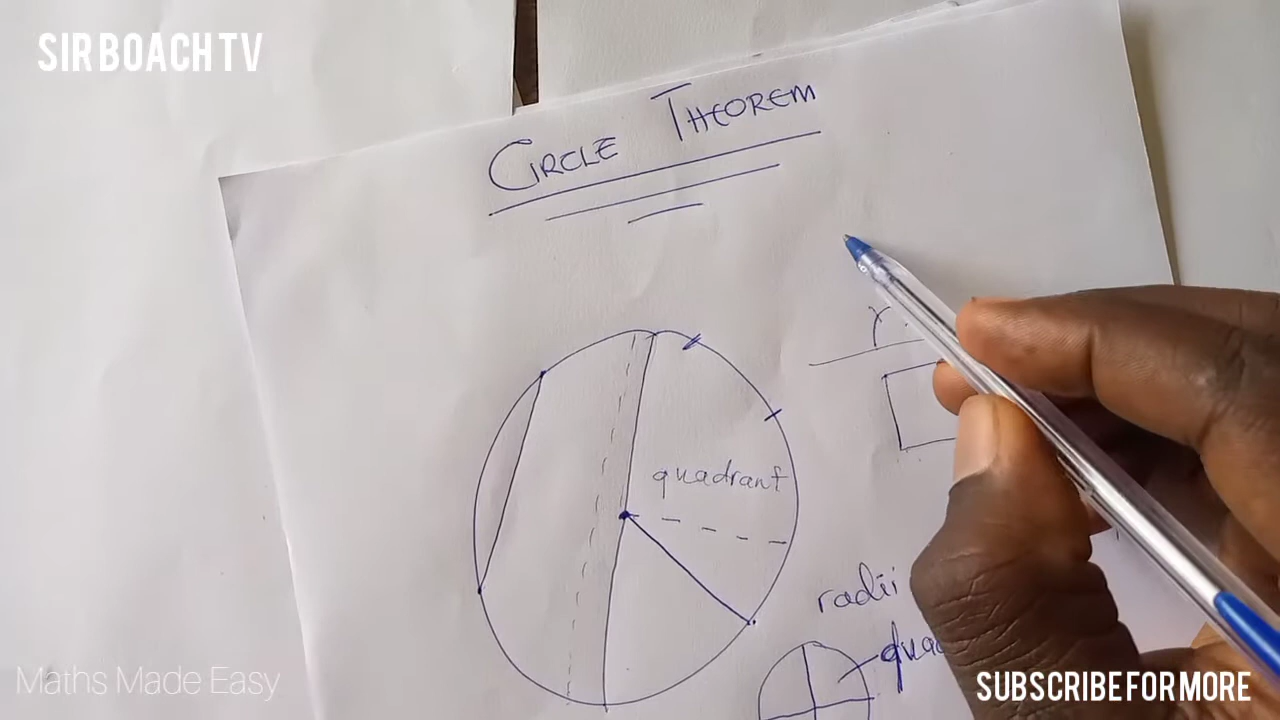 SIR BOACH TV
CIRCLE THEOREM
quadrant
radii
Maths Made Easy
SUBSCRIBE FOR MORE